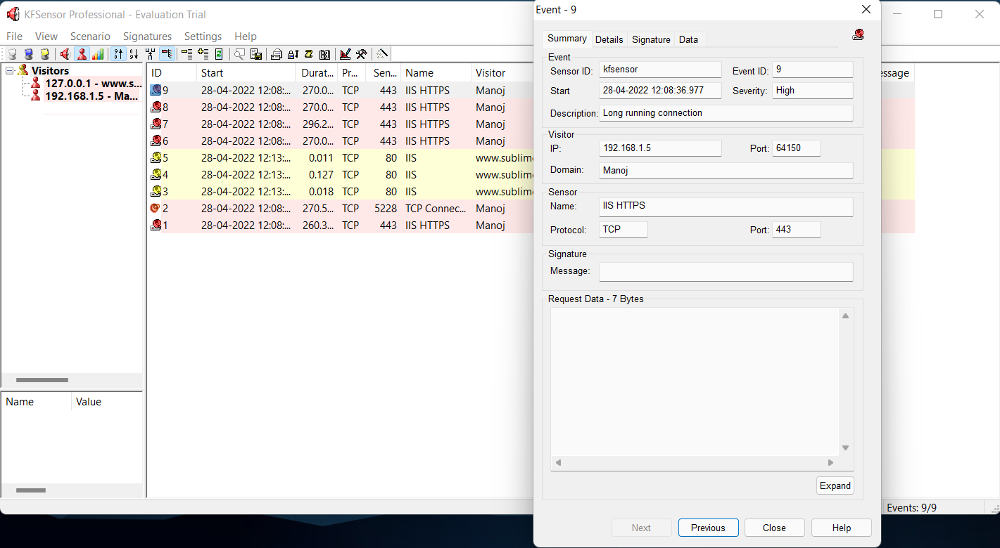 KFSensor Professional - Evaluation Trial
File View Scenario Signatures Settings Help
Visitors
127.0.0.1 - www.s...
192.168.1.5 - Ma...
Name Value
ID Start Durat... Pr... Sen... Name Visitor
9 28-04-2022 12:08:... 270.0... TCP 443 IIS HTTPS Manoj
8 28-04-2022 12:08:... 270.0... TCP 443 IIS HTTPS Manoj
7 28-04-2022 12:08:... 296.2... TCP 443 IIS HTTPS Manoj
6 28-04-2022 12:08:... 270.0... TCP 443 IIS HTTPS Manoj
5 28-04-2022 12:13:... 0.011 TCP 80 IIS www.sublime
4 28-04-2022 12:13:... 0.127 TCP 80 IIS www.sublime
3 28-04-2022 12:13:... 0.018 TCP 80 IIS www.sublime
2 28-04-2022 12:08:... 270.5... TCP 5228 TCP Connec... Manoj
1 28-04-2022 12:08:... 260.3... TCP 443 IIS HTTPS Manoj
Event - 9
Summary Details Signature Data
Event
Sensor ID: kfsensor Event ID: 9
Start 28-04-2022 12:08:36.977 Severity: High
Description: Long running connection
Visitor
IP: 192.168.1.5 Port: 64150
Domain: Manoj
Sensor
Name: IIS HTTPS
Protocol: TCP Port: 443
Signature
Message:
Request Data - 7 Bytes
Expand
Next Previous Close Help
essage
Events: 9/9